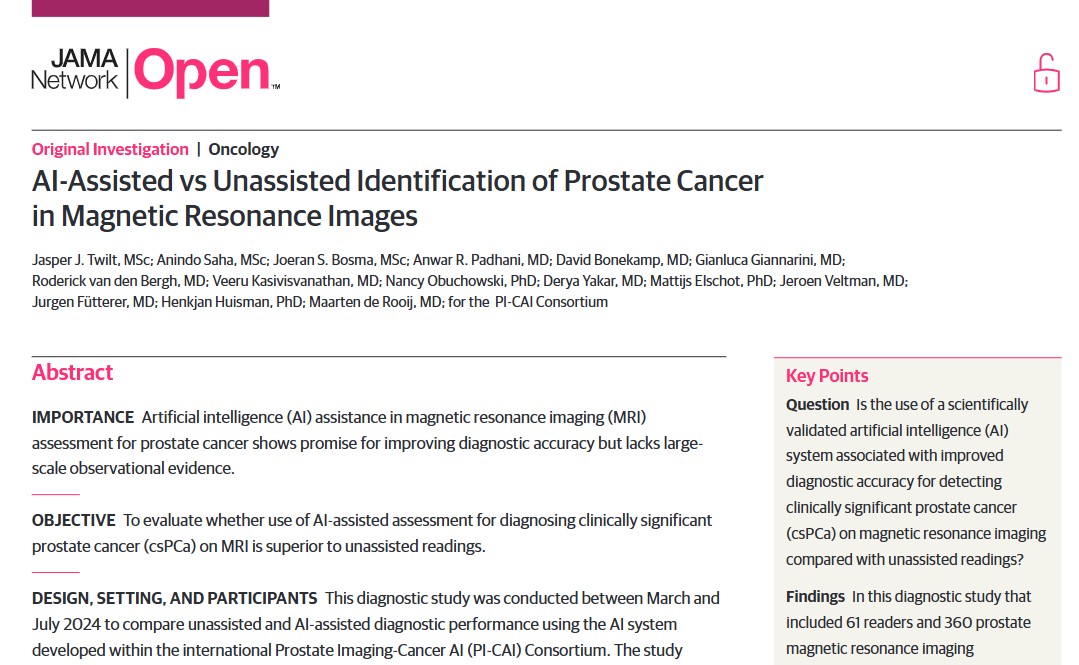 JAMA
Network
Open™
Original Investigation | Oncology
AI-Assisted vs Unassisted Identification of Prostate Cancer
in Magnetic Resonance Images
Jasper J. Twilt, MSc; Anindo Saha, MSc; Joeran S. Bosma, MSc; Anwar R. Padhani, MD; David Bonekamp, MD; Gianluca Giannarini, MD;
Roderick van den Bergh, MD; Veeru Kasivisvanathan, MD; Nancy Obuchowski, PhD; Derya Yakar, MD; Mattijs Elschot, PhD; Jeroen Veltman, MD;
Jurgen Fütterer, MD; Henkjan Huisman, PhD; Maarten de Rooij, MD; for the PI-CAI Consortium
Abstract
IMPORTANCE Artificial intelligence (AI) assistance in magnetic resonance imaging (MRI)
assessment for prostate cancer shows promise for improving diagnostic accuracy but lacks large-
scale observational evidence.
OBJECTIVE To evaluate whether use of AI-assisted assessment for diagnosing clinically significant
prostate cancer (csPCa) on MRI is superior to unassisted readings.
DESIGN, SETTING, AND PARTICIPANTS This diagnostic study was conducted between March and
July 2024 to compare unassisted and AI-assisted diagnostic performance using the AI system
developed within the international Prostate Imaging-Cancer AI (PI-CAI) Consortium. The study
Key Points
Question Is the use of a scientifically
validated artificial intelligence (AI)
system associated with improved
diagnostic accuracy for detecting
clinically significant prostate cancer
(csPCa) on magnetic resonance imaging
compared with unassisted readings?
Findings In this diagnostic study that
included 61 readers and 360 prostate
magnetic resonance imaging